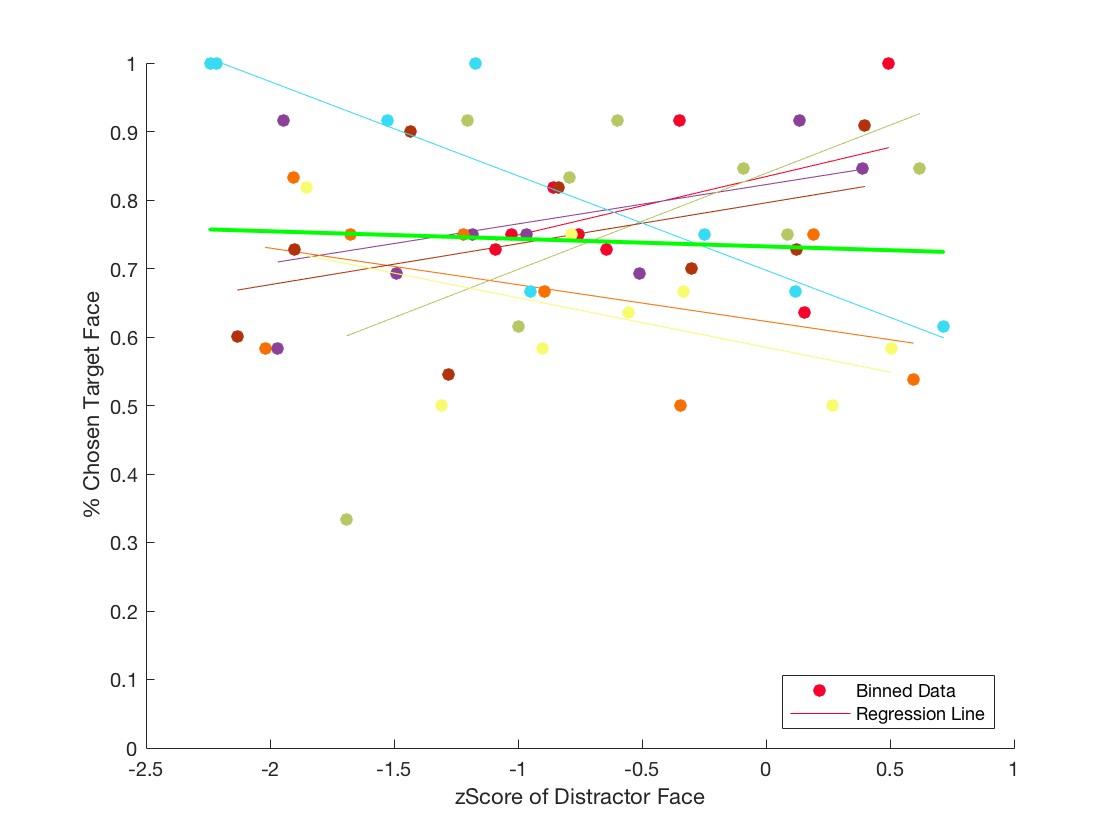 1
0.9
0.8
0.7
0.6
0.5
0.4
0.3
0.2
0.1
0
% Chosen Target Face
-2.5 -2 -1.5 -1 -0.5 0 0.5 1
zScore of Distractor Face
Binned Data
Regression Line